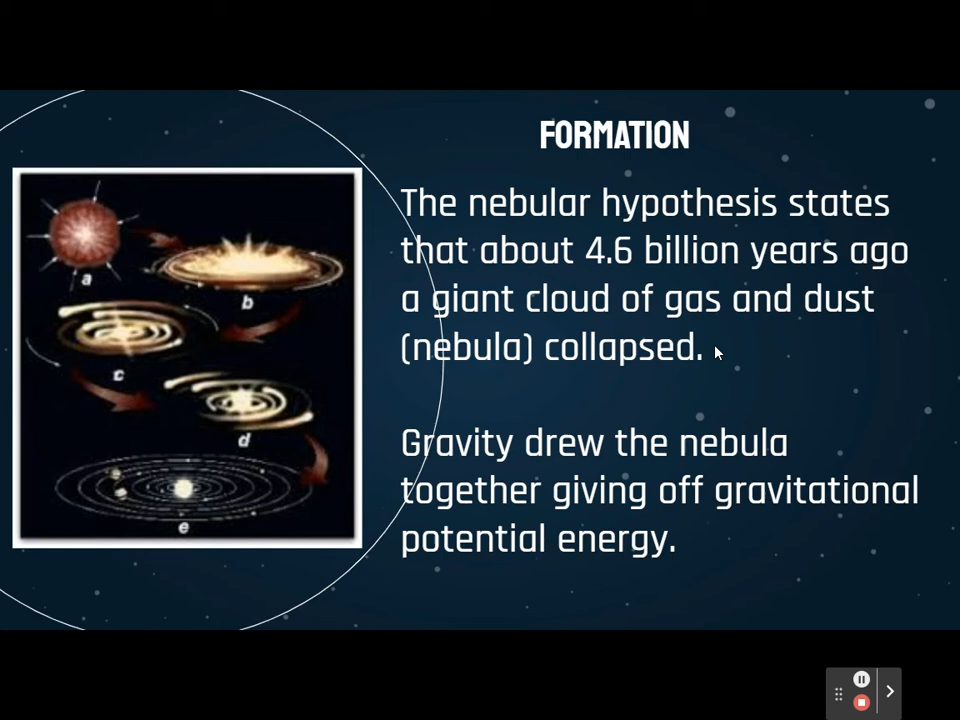 FORMATION
The nebular hypothesis states
that about 4.6 billion years ago
a giant cloud of gas and dust
(nebula) collapsed.
Gravity drew the nebula
together giving off gravitational
potential energy.
a
b
c
d
e